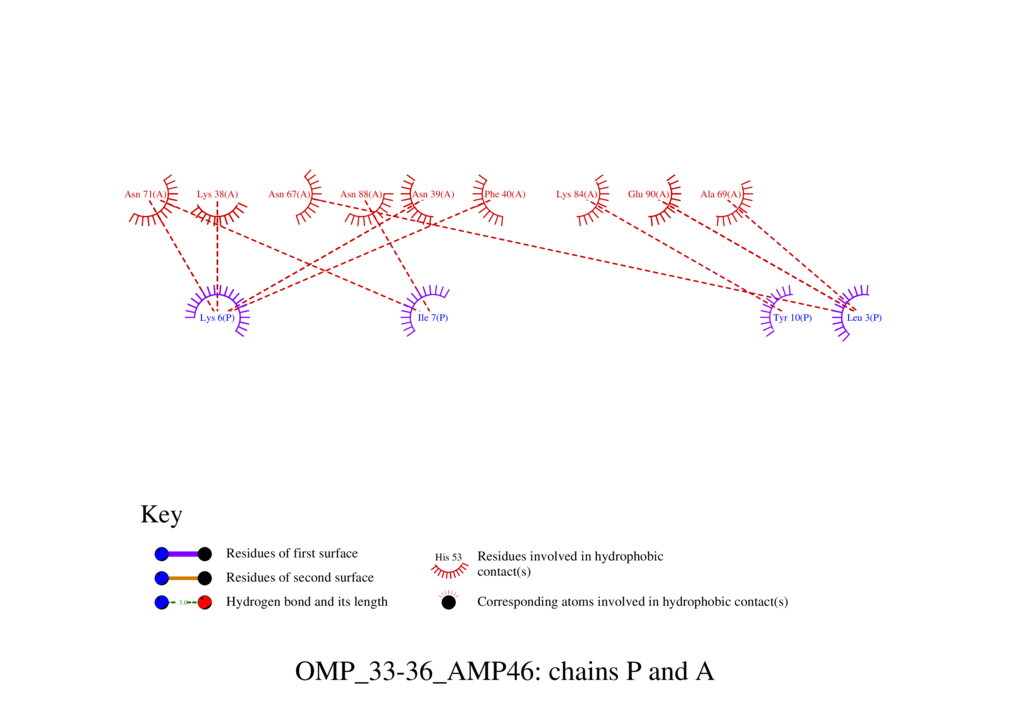 Asn 71(A) Lys 38(A) Asn 67(A) Asn 88(A) Asn 39(A) Phe 40(A) Lys 84(A) Glu 90(A) Ala 69(A)
Lys 6(P) Ile 7(P) Tyr 10(P) Leu 3(P)
Key
Residues of first surface
Residues of second surface
3.0 Hydrogen bond and its length
His 53 Residues involved in hydrophobic
contact(s)
Corresponding atoms involved in hydrophobic contact(s)
OMP_33-36_AMP46: chains P and A